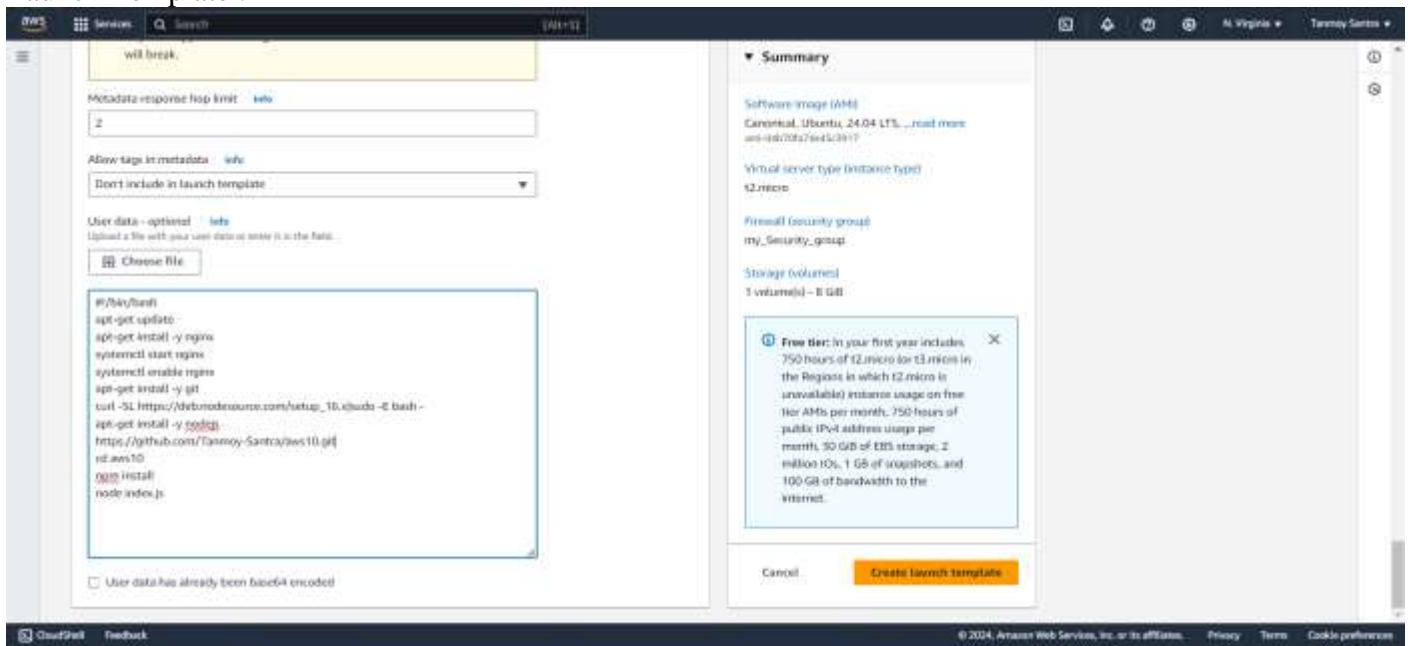 aws
Services
Search
[Alt+S]
N. Virginia
will break.
Metadata response hop limit Info
2
Allow tags in metadata Info
Don't include in launch template
User data - optional Info
Upload a file with your user data or enter it in the field.
Choose file
#!/bin/bash
apt-get update
apt-get install -y nginx
systemctl start nginx
systemctl enable nginx
apt-get install -y git
curl -SL | sudo -E bash -
apt-get install -y nodejs
https://github.com/Tanmoy-Santra/aws10.git
cd aws10
npm install
node index.js
User data has already been base64 encoded
Summary
Software Image (AMI)
Canonical, Ubuntu, 24.04 LTS, ...read more
Virtual server type (instance type)
t2.micro
Firewall (security group)
my_Security_group
Storage (volumes)
1 volume(s) - 8 GiB
Free tier: In your first year includes
750 hours of t2.micro (or t3.micro in
the Regions in which t2.micro is
unavailable) instance usage on free
tier AMIs per month, 750 hours of
public IPv4 address usage per
month, 30 GiB of EBS storage, 2
million IOs, 1 GB of snapshots, and
100 GB of bandwidth to the
internet.
Cancel
Create launch template
CloudShell
Feedback
© 2024, Amazon Web Services, Inc. or its affiliates.
Privacy
Terms
Cookie preferences